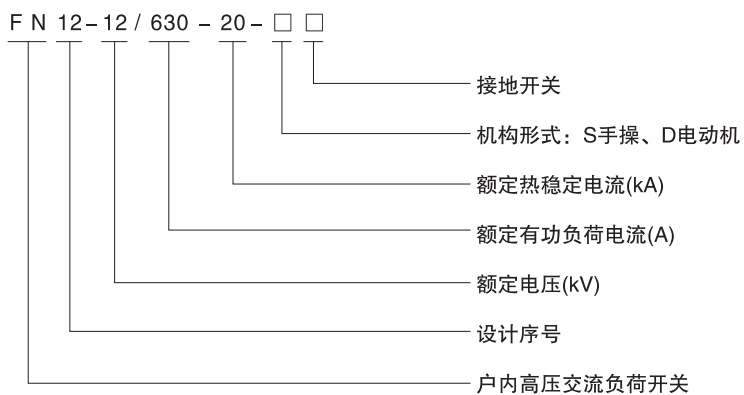 FN12-12/630-20-□□
接地开关
机构形式：S手操、D电动机
额定热稳定电流(kA)
额定有功负荷电流(A)
额定电压(kV)
设计序号
户内高压交流负荷开关